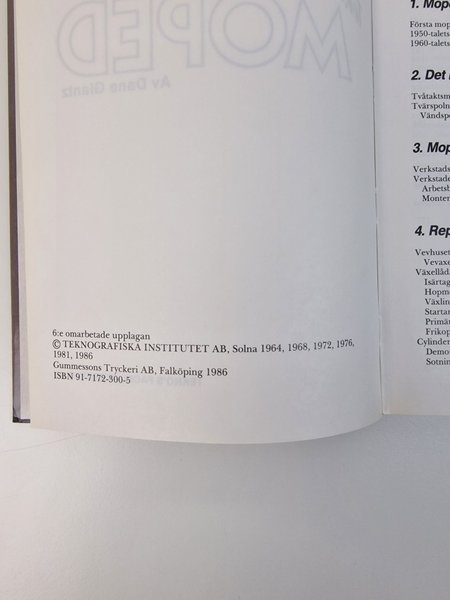 MOPED
Av Dane Glantz
6:e omarbetade upplagan
© TEKNOGRAFISKA INSTITUTET AB, Solna 1964, 1968, 1972, 1976,
1981, 1986
Gummessons Tryckeri AB, Falköping 1986
ISBN 91-7172-300-5
1. Mop
Första mop
1950-talets
1960-talets
2. Det
Tvåtaktsm
Tvärspoln
Vändsp
3. Mop
Verkstads
Verkstade
Arbetsb
Monter
4. Rep
Vevhuset
Vevaxe
Växellåd
Isärtag
Hopm
Växlin
Startar
Primär
Frikop
Cylinder
Demo
Sotnin